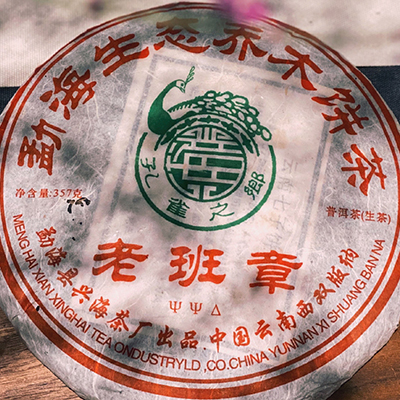 勐海生态乔木饼茶
孔雀之乡
净含量:357克
普洱茶(生茶)
老班章
ΨΨΔ
勐海县兴海茶厂出品.中国云南西双版纳
MENG HAI XIAN XINGHAI TEA ONDUSTRYLD,.CO.CHINA YUNNAN XI SHUANG BAN NA